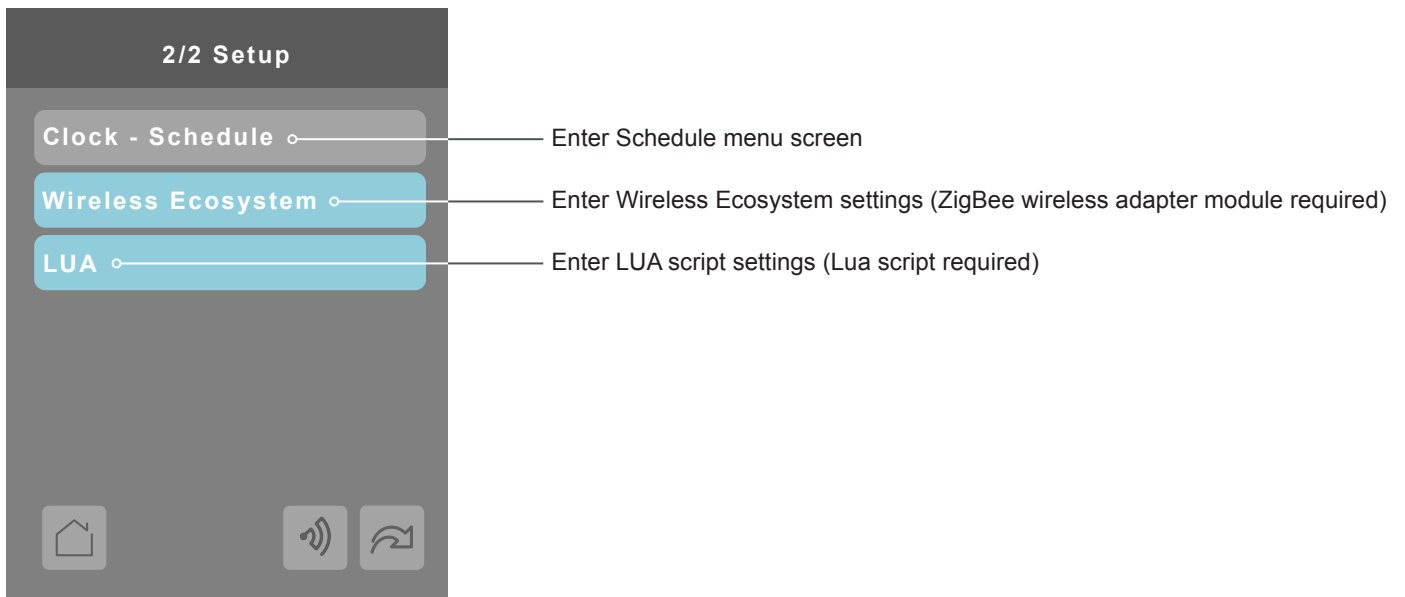 2/2 Setup
Clock - Schedule
Enter Schedule menu screen
Wireless Ecosystem
Enter Wireless Ecosystem settings (ZigBee wireless adapter module required)
LUA
Enter LUA script settings (Lua script required)